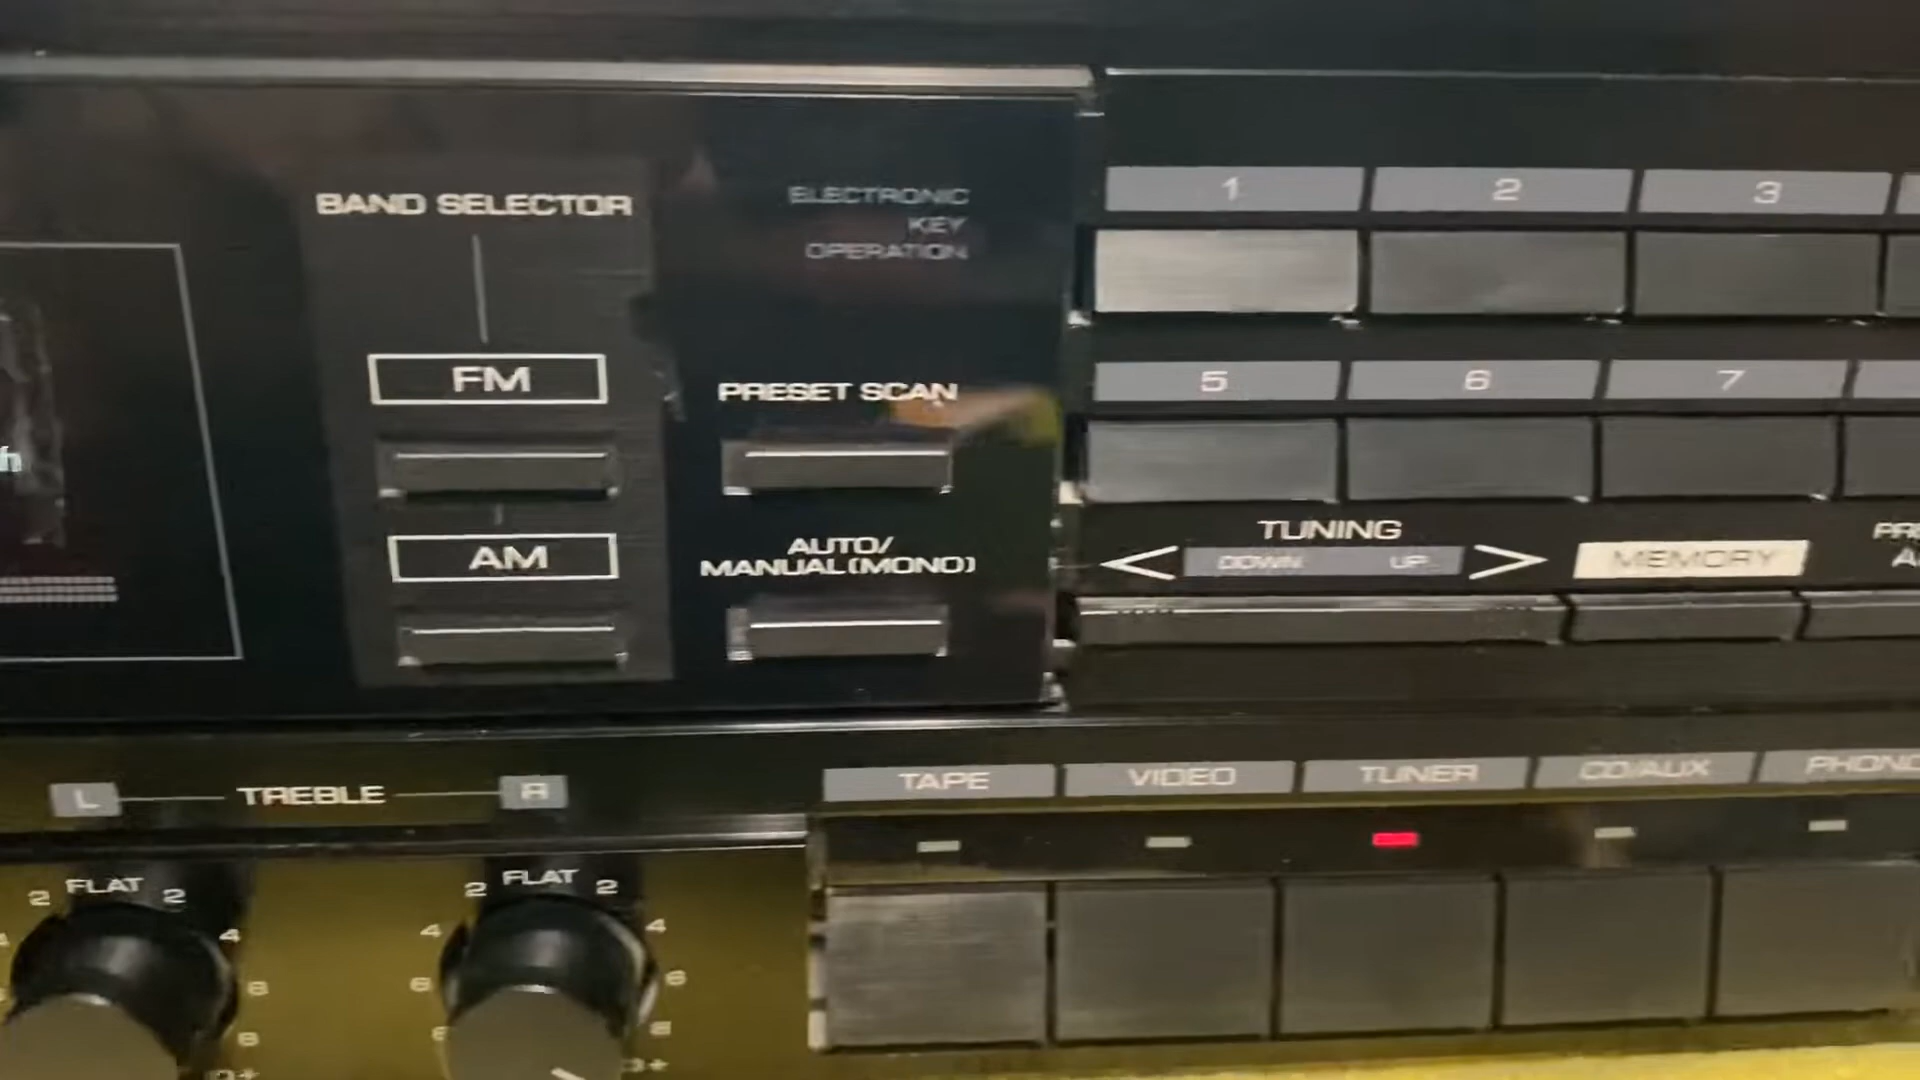 BAND SELECTOR
FM
AM
ELECTRONIC
KEY
OPERATION
PRESET SCAN
AUTO/
MANUAL(MONO)
1 2 3
5 6 7
TUNING
DOWN UP
MEMORY
L TREBLE R
2 FLAT 2
4
6
8
2 FLAT 2
4 4
6 6
8 8
TAPE VIDEO TUNER CD/AUX PHONO